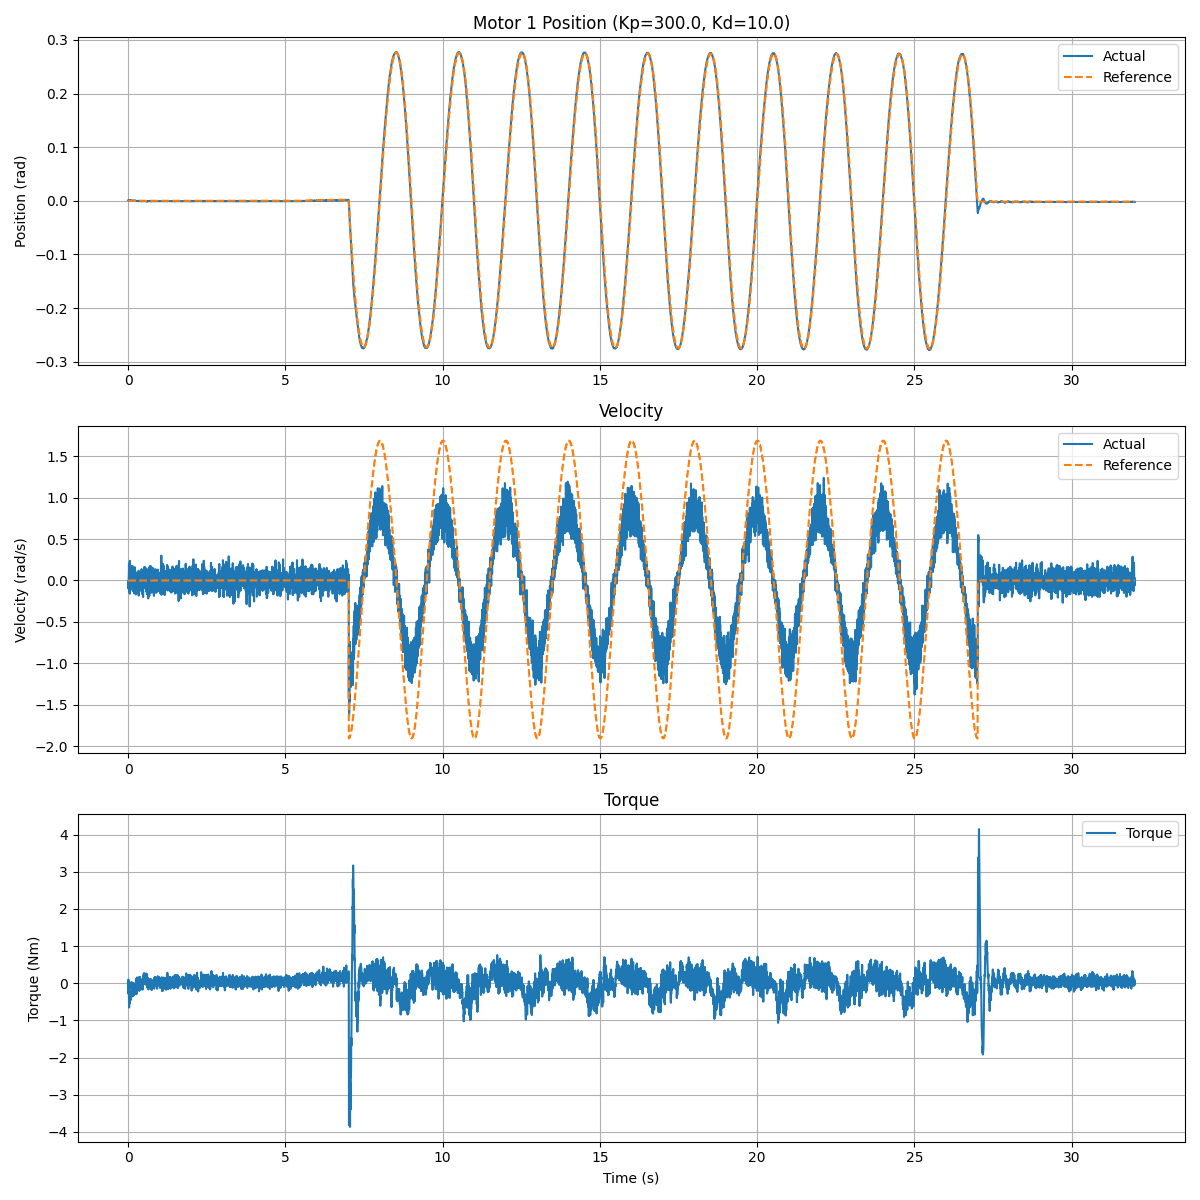 Motor 1 Position (Kp=300.0, Kd=10.0)
0.3
0.2
0.1
0.0
−0.1
−0.2
−0.3
Position (rad)
Actual
Reference
0 5 10 15 20 25 30
Velocity
1.5
1.0
0.5
0.0
−0.5
−1.0
−1.5
−2.0
Velocity (rad/s)
Actual
Reference
0 5 10 15 20 25 30
Torque
4
3
2
1
0
−1
−2
−3
−4
Torque (Nm)
Torque
0 5 10 15 20 25 30
Time (s)